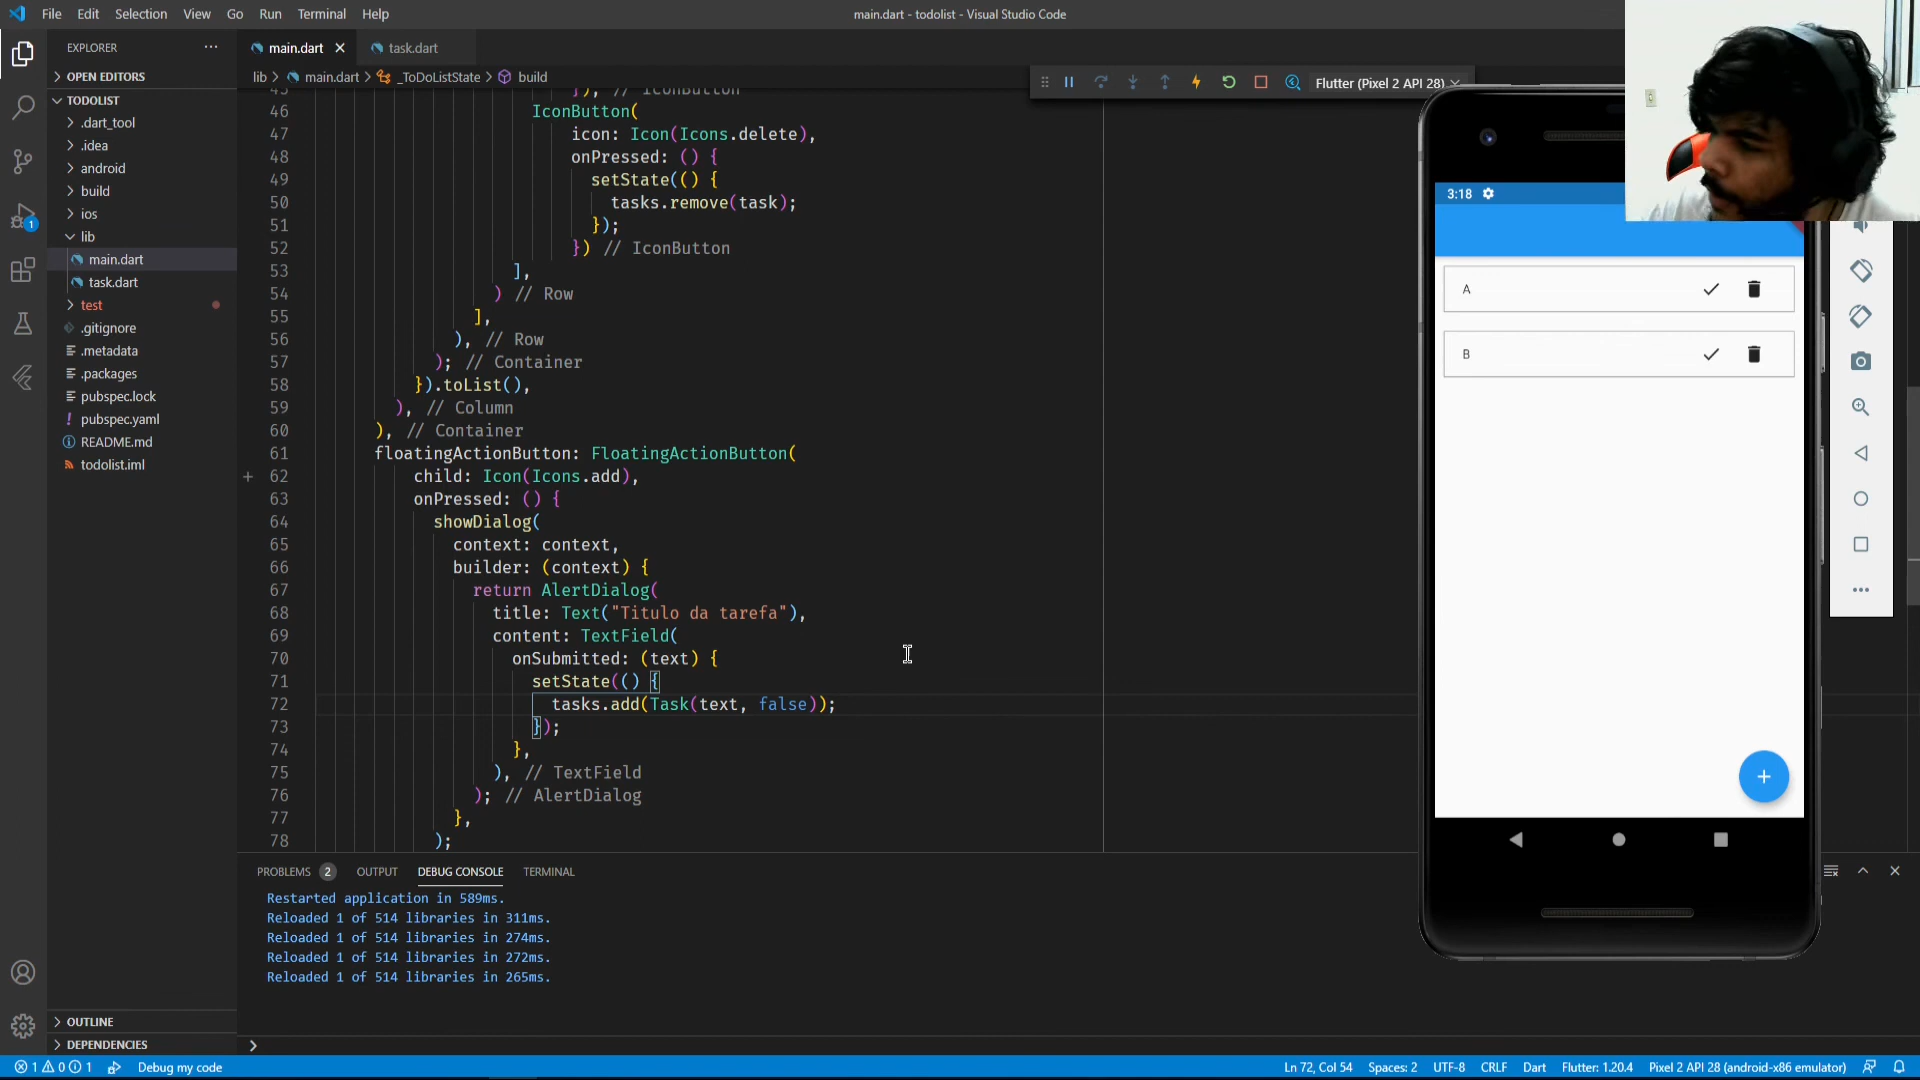 File Edit Selection View Go Run Terminal Help
main.dart - todolist - Visual Studio Code
EXPLORER
OPEN EDITORS
TODOLIST
.dart_tool
.idea
android
build
ios
lib
main.dart
task.dart
test
.gitignore
.metadata
.packages
pubspec.lock
pubspec.yaml
README.md
todolist.iml
OUTLINE
DEPENDENCIES
1
main.dart
task.dart
lib > main.dart > _ToDoListState > build
Flutter (Pixel 2 API 28)
45 }), // IconButton
46 IconButton(
47 icon: Icon(Icons.delete),
48 onPressed: () {
49 setState(() {
50 tasks.remove(task);
51 });
52 }) // IconButton
53 ],
54 ) // Row
55 ],
56 ), // Row
57 ); // Container
58 }).toList(),
59 ), // Column
60 ), // Container
61 floatingActionButton: FloatingActionButton(
62 child: Icon(Icons.add),
63 onPressed: () {
64 showDialog(
65 context: context,
66 builder: (context) {
67 return AlertDialog(
68 title: Text("Titulo da tarefa"),
69 content: TextField(
70 onSubmitted: (text) {
71 setState(() {
72 tasks.add(Task(text, false));
73 });
74 },
75 ), // TextField
76 ); // AlertDialog
77 },
78 );
PROBLEMS 2 OUTPUT DEBUG CONSOLE TERMINAL
Restarted application in 589ms.
Reloaded 1 of 514 libraries in 311ms.
Reloaded 1 of 514 libraries in 274ms.
Reloaded 1 of 514 libraries in 272ms.
Reloaded 1 of 514 libraries in 265ms.
3:18
A
B
1 0 1 Debug my code
Ln 72, Col 54 Spaces: 2 UTF-8 CRLF Dart Flutter: 1.20.4 Pixel 2 API 28 (android-x86 emulator)